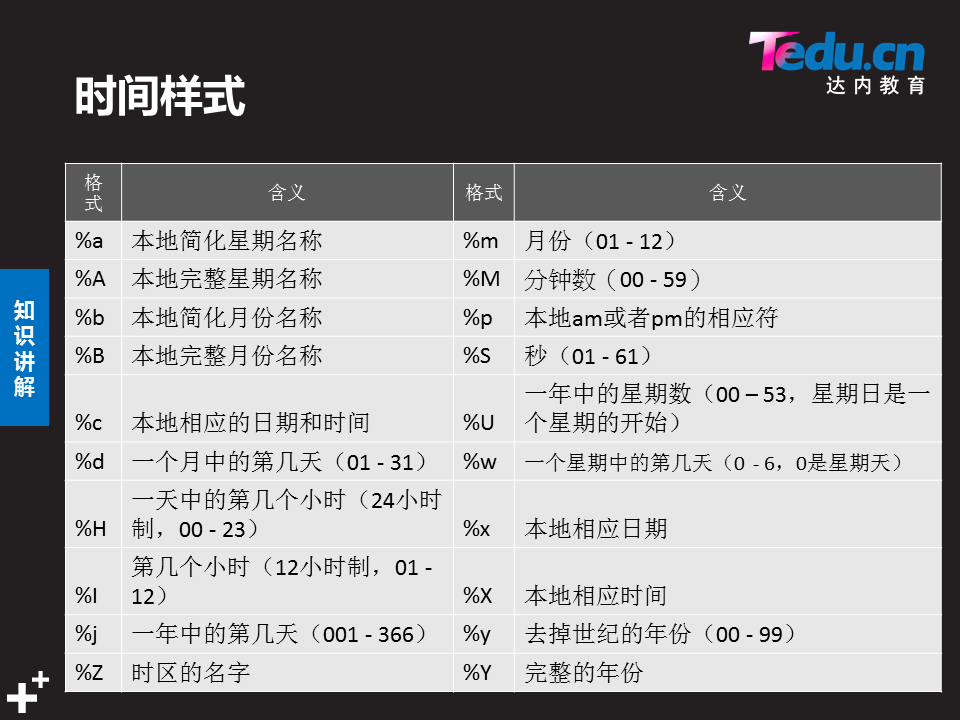 Tedu.cn
达内教育
时间样式
知
识
讲
解
格
式
含义
格式
含义
%a
本地简化星期名称
%m
月份（01 - 12）
%A
本地完整星期名称
%M
分钟数（00 - 59）
%b
本地简化月份名称
%p
本地am或者pm的相应符
%B
本地完整月份名称
%S
秒（01 - 61）
%c
本地相应的日期和时间
%U
一年中的星期数（00 – 53，星期日是一
个星期的开始）
%d
一个月中的第几天（01 - 31）
%w
一个星期中的第几天（0 - 6，0是星期天）
%H
一天中的第几个小时（24小时
制，00 - 23）
%x
本地相应日期
%I
第几个小时（12小时制，01 -
12）
%X
本地相应时间
%j
一年中的第几天（001 - 366）
%y
去掉世纪的年份（00 - 99）
%Z
时区的名字
%Y
完整的年份